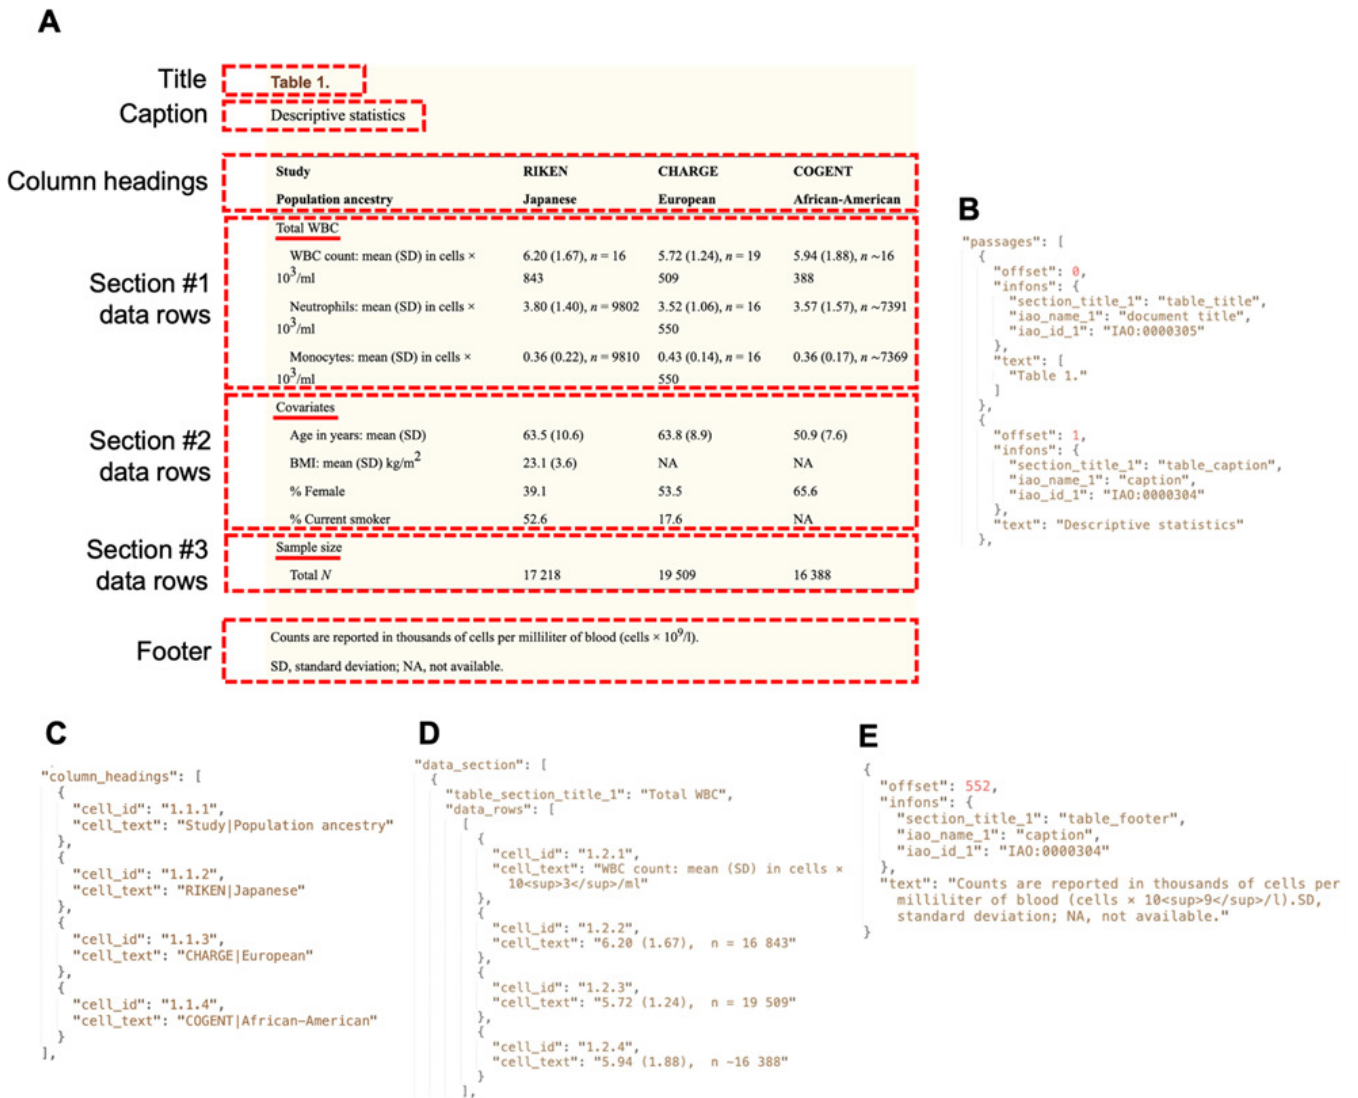 A
Title
Table 1.
Caption
Descriptive statistics
Column headings
Study RIKEN CHARGE COGENT
Population ancestry Japanese European African-American
Section #1
data rows
Total WBC
WBC count: mean (SD) in cells × 6.20 (1.67), n = 16 5.72 (1.24), n = 19 5.94 (1.88), n ~16
10³/ml 843 509 388
Neutrophils: mean (SD) in cells × 3.80 (1.40), n = 9802 3.52 (1.06), n = 16 3.57 (1.57), n ~7391
10³/ml 550
Monocytes: mean (SD) in cells × 0.36 (0.22), n = 9810 0.43 (0.14), n = 16 0.36 (0.17), n ~7369
10³/ml 550
Section #2
data rows
Covariates
Age in years: mean (SD) 63.5 (10.6) 63.8 (8.9) 50.9 (7.6)
BMI: mean (SD) kg/m² 23.1 (3.6) NA NA
% Female 39.1 53.5 65.6
% Current smoker 52.6 17.6 NA
Section #3
data rows
Sample size
Total N 17 218 19 509 16 388
Footer
Counts are reported in thousands of cells per milliliter of blood (cells × 10⁹/l).
SD, standard deviation; NA, not available.
B
"passages": [
{
"offset": 0,
"infons": {
"section_title_1": "table_title",
"iao_name_1": "document title",
"iao_id_1": "IAO:0000305"
},
"text": [
"Table 1."
]
},
{
"offset": 1,
"infons": {
"section_title_1": "table_caption",
"iao_name_1": "caption",
"iao_id_1": "IAO:0000304"
},
"text": "Descriptive statistics"
},
C
"column_headings": [
{
"cell_id": "1.1.1",
"cell_text": "Study|Population ancestry"
},
{
"cell_id": "1.1.2",
"cell_text": "RIKEN|Japanese"
},
{
"cell_id": "1.1.3",
"cell_text": "CHARGE|European"
},
{
"cell_id": "1.1.4",
"cell_text": "COGENT|African-American"
}
],
D
"data_section": [
{
"table_section_title_1": "Total WBC",
"data_rows": [
[
{
"cell_id": "1.2.1",
"cell_text": "WBC count: mean (SD) in cells ×
10<sup>3</sup>/ml"
},
{
"cell_id": "1.2.2",
"cell_text": "6.20 (1.67), n = 16 843"
},
{
"cell_id": "1.2.3",
"cell_text": "5.72 (1.24), n = 19 509"
},
{
"cell_id": "1.2.4",
"cell_text": "5.94 (1.88), n ~16 388"
}
],
E
{
"offset": 552,
"infons": {
"section_title_1": "table_footer",
"iao_name_1": "caption",
"iao_id_1": "IAO:0000304"
},
"text": "Counts are reported in thousands of cells per
milliliter of blood (cells × 10<sup>9</sup>/l).SD,
standard deviation; NA, not available."
}